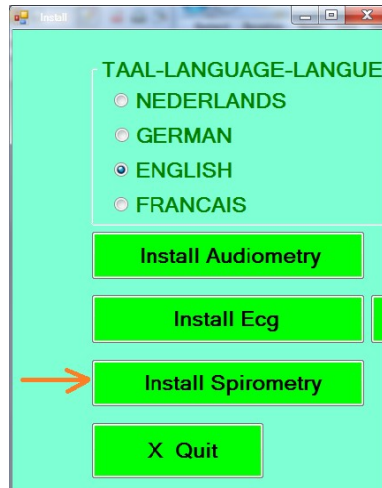 Install
TAAL-LANGUAGE-LANGUE
NEDERLANDS
GERMAN
ENGLISH
FRANCAIS
Install Audiometry
Install Ecg
Install Spirometry
X Quit